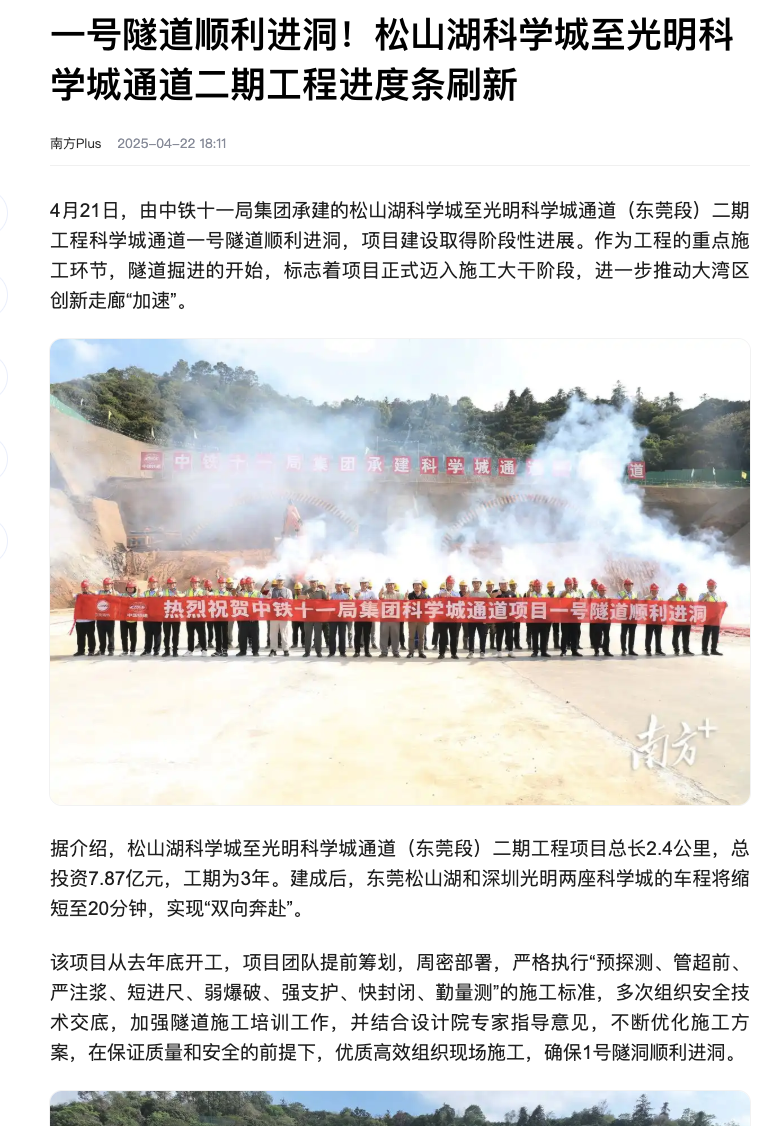 一号隧道顺利进洞！松山湖科学城至光明科
学城通道二期工程进度条刷新
南方Plus 2025-04-22 18:11
4月21日，由中铁十一局集团承建的松山湖科学城至光明科学城通道（东莞段）二期
工程科学城通道一号隧道顺利进洞，项目建设取得阶段性进展。作为工程的重点施
工环节，隧道掘进的开始，标志着项目正式迈入施工大干阶段，进一步推动大湾区
创新走廊“加速”。
中铁十一局集团承建科学城通 道
热烈祝贺中铁十一局集团科学城通道项目一号隧道顺利进洞
南方+
据介绍，松山湖科学城至光明科学城通道（东莞段）二期工程项目总长2.4公里，总
投资7.87亿元，工期为3年。建成后，东莞松山湖和深圳光明两座科学城的车程将缩
短至20分钟，实现“双向奔赴”。
该项目从去年底开工，项目团队提前筹划，周密部署，严格执行“预探测、管超前、
严注浆、短进尺、弱爆破、强支护、快封闭、勤量测”的施工标准，多次组织安全技
术交底，加强隧道施工培训工作，并结合设计院专家指导意见，不断优化施工方
案，在保证质量和安全的前提下，优质高效组织现场施工，确保1号隧洞顺利进洞。